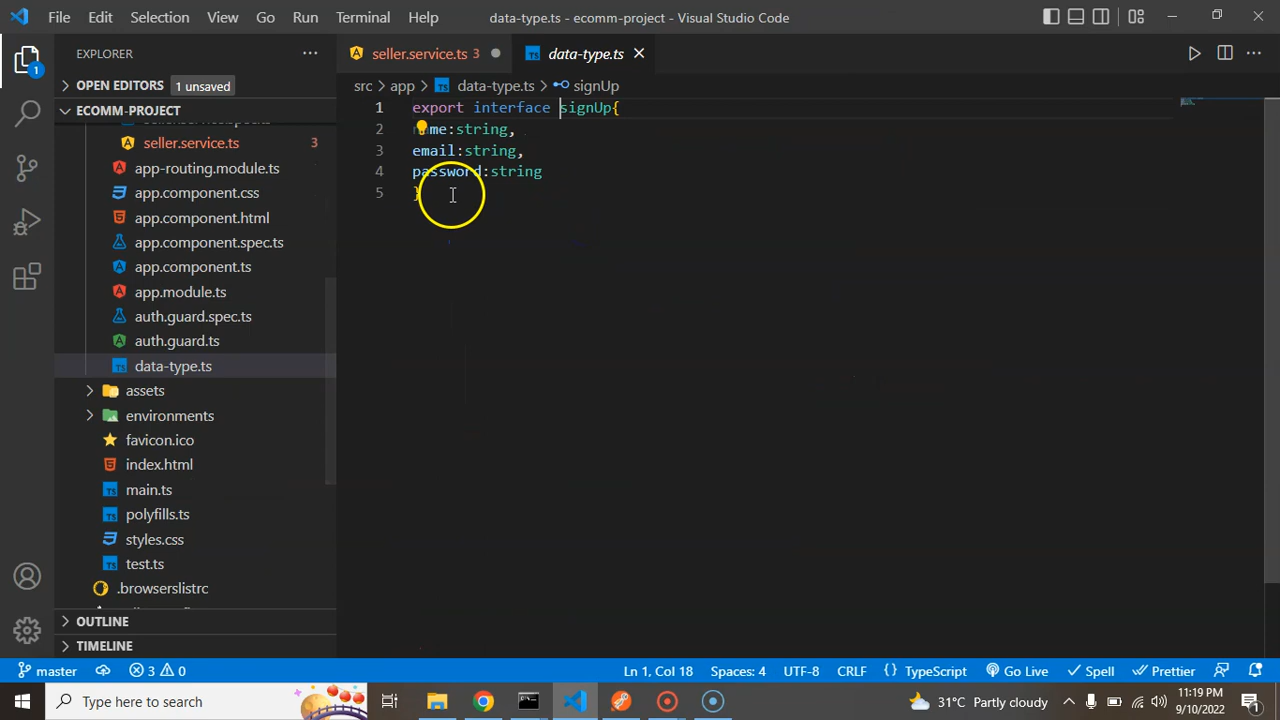 File Edit Selection View Go Run Terminal Help
data-type.ts - ecomm-project - Visual Studio Code
EXPLORER
OPEN EDITORS 1 unsaved
ECOMM-PROJECT
seller.service.ts 3
app-routing.module.ts
app.component.css
app.component.html
app.component.spec.ts
app.component.ts
app.module.ts
auth.guard.spec.ts
auth.guard.ts
data-type.ts
assets
environments
favicon.ico
index.html
main.ts
polyfills.ts
styles.css
test.ts
.browserslistrc
OUTLINE
TIMELINE
seller.service.ts 3
data-type.ts
src > app > data-type.ts > signUp
1 export interface signUp{
2 name:string,
3 email:string,
4 password:string
5 }
master 3 0
Ln 1, Col 18 Spaces: 4 UTF-8 CRLF { } TypeScript Go Live Spell Prettier
Type here to search
31°C Partly cloudy
11:19 PM
9/10/2022
1